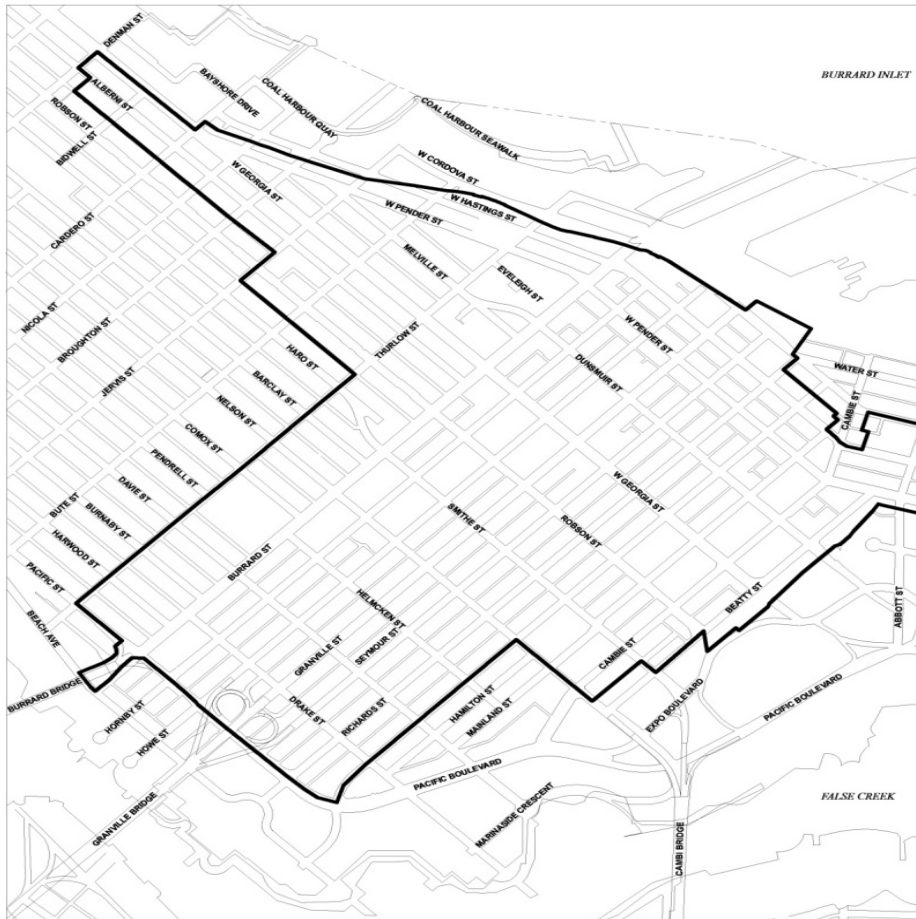 DENMAN ST
BURRARD INLET
BAYSHORE DRIVE
ALBERNI ST
COAL HARBOUR QUAY
COAL HARBOUR SEAWALK
ROBSON ST
BIDWELL ST
W CORDOVA ST
W GEORGIA ST
W HASTINGS ST
W PENDER ST
CARDERO ST
MELVILLE ST
EVELEIGH ST
NICOLA ST
BROUGHTON ST
W PENDER ST
THURLOW ST
HARO ST
WATER ST
JERVIS ST
BARCLAY ST
DUNSMUIR ST
NELSON ST
CAMBIE ST
COMOX ST
PENDRELL ST
DAVIE ST
W GEORGIA ST
BUTE ST
BURNABY ST
SMITHE ST
ROBSON ST
HARWOOD ST
BURRARD ST
PACIFIC ST
BEATTY ST
ABBOTT ST
BEACH AVE
HELMCKEN ST
GRANVILLE ST
SEYMOUR ST
CAMBIE ST
BURRARD BRIDGE
EXPO BOULEVARD
PACIFIC BOULEVARD
HORNBY ST
DRAKE ST
RICHARDS ST
HAMILTON ST
MAINLAND ST
HOWE ST
PACIFIC BOULEVARD
FALSE CREEK
GRANVILLE BRIDGE
MARINASIDE CRESCENT
CAMBI BRIDGE